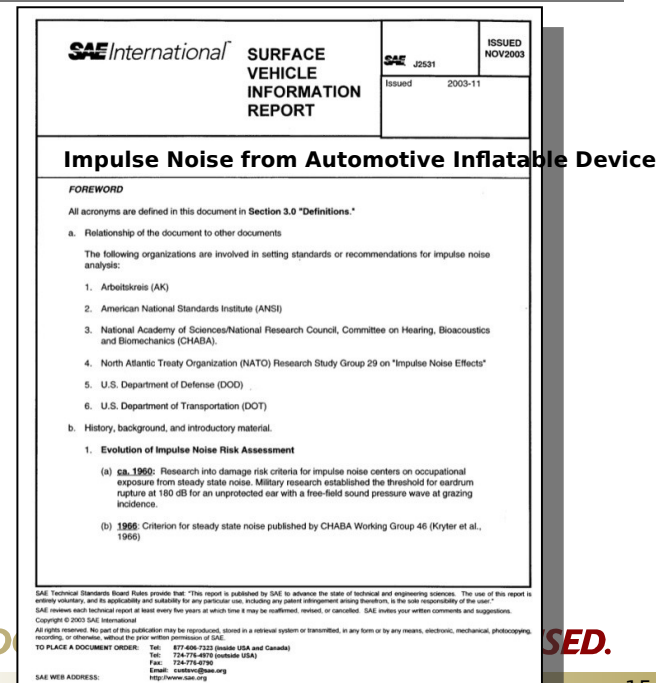 SAE International
SURFACE
VEHICLE
INFORMATION
REPORT
SAE J2531
ISSUED
NOV2003
Issued 2003-11
Impulse Noise from Automotive Inflatable Device
FOREWORD
All acronyms are defined in this document in Section 3.0 "Definitions."
a. Relationship of the document to other documents
The following organizations are involved in setting standards or recommendations for impulse noise
analysis:
1. Arbeitskreis (AK)
2. American National Standards Institute (ANSI)
3. National Academy of Sciences/National Research Council, Committee on Hearing, Bioacoustics
and Biomechanics (CHABA).
4. North Atlantic Treaty Organization (NATO) Research Study Group 29 on "Impulse Noise Effects"
5. U.S. Department of Defense (DOD)
6. U.S. Department of Transportation (DOT)
b. History, background, and introductory material.
1. Evolution of Impulse Noise Risk Assessment
(a) ca. 1960: Research into damage risk criteria for impulse noise centers on occupational
exposure from steady state noise. Military research established the threshold for eardrum
rupture at 180 dB for an unprotected ear with a free-field sound pressure wave at grazing
incidence.
(b) 1966: Criterion for steady state noise published by CHABA Working Group 46 (Kryter et al.,
1966)
SAE Technical Standards Board Rules provide that: "This report is published by SAE to advance the state of technical and engineering sciences. The use of this report is
entirely voluntary, and its applicability and suitability for any particular use, including any patent infringement arising therefrom, is the sole responsibility of the user."
SAE reviews each technical report at least every five years at which time it may be reaffirmed, revised, or cancelled. SAE invites your written comments and suggestions.
Copyright © 2003 SAE International
All rights reserved. No part of this publication may be reproduced, stored in a retrieval system or transmitted, in any form or by any means, electronic, mechanical, photocopying,
recording, or otherwise, without the prior written permission of SAE.
TO PLACE A DOCUMENT ORDER: Tel: 877-606-7323 (inside USA and Canada)
Tel: 724-776-4970 (outside USA)
Fax: 724-776-0790
Email: custsvc@sae.org
SAE WEB ADDRESS: http://www.sae.org
SED.